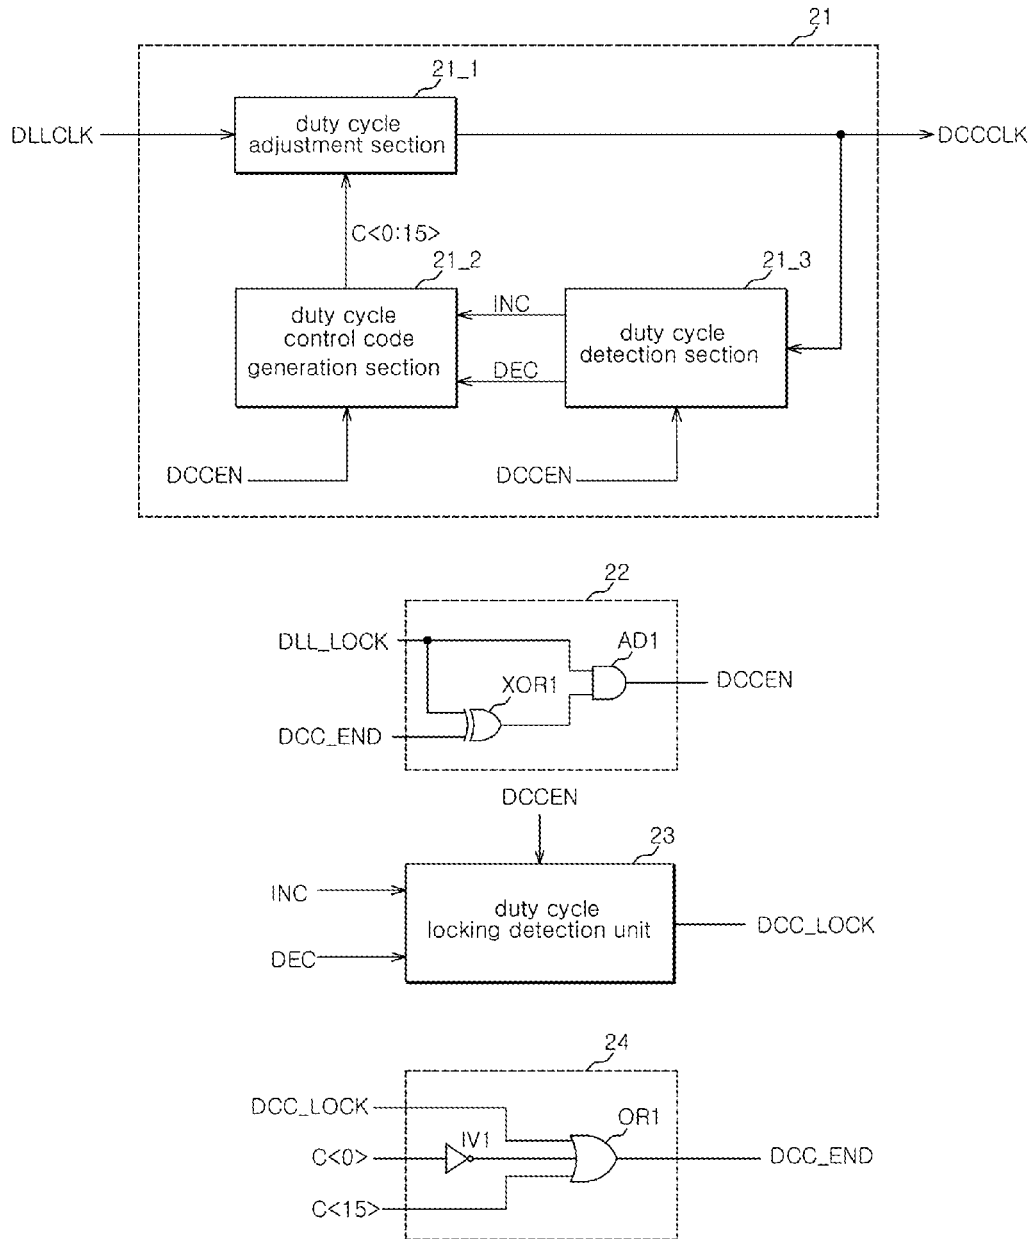 21
21_1
DLLCLK
duty cycle
adjustment section
DCCCLK
C<0:15>
21_2
21_3
duty cycle
control code
generation section
INC
DEC
duty cycle
detection section
DCCEN
DCCEN
22
DLL_LOCK
AD1
XOR1
DCCEN
DCC_END
DCCEN
23
INC
DEC
duty cycle
locking detection unit
DCC_LOCK
24
DCC_LOCK
IV1
OR1
C<0>
DCC_END
C<15>